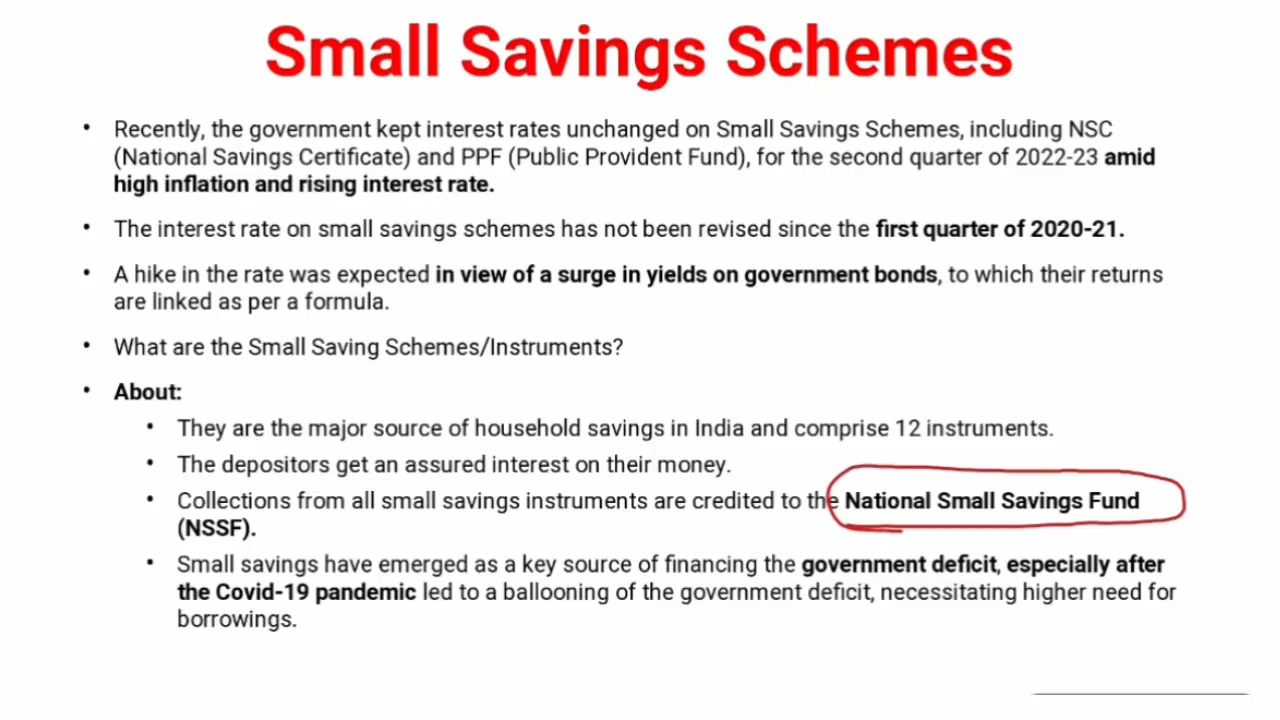 Small Savings Schemes
• Recently, the government kept interest rates unchanged on Small Savings Schemes, including NSC
(National Savings Certificate) and PPF (Public Provident Fund), for the second quarter of 2022-23 amid
high inflation and rising interest rate.
• The interest rate on small savings schemes has not been revised since the first quarter of 2020-21.
• A hike in the rate was expected in view of a surge in yields on government bonds, to which their returns
are linked as per a formula.
• What are the Small Saving Schemes/Instruments?
• About:
• They are the major source of household savings in India and comprise 12 instruments.
• The depositors get an assured interest on their money.
• Collections from all small savings instruments are credited to the National Small Savings Fund
(NSSF).
• Small savings have emerged as a key source of financing the government deficit, especially after
the Covid-19 pandemic led to a ballooning of the government deficit, necessitating higher need for
borrowings.